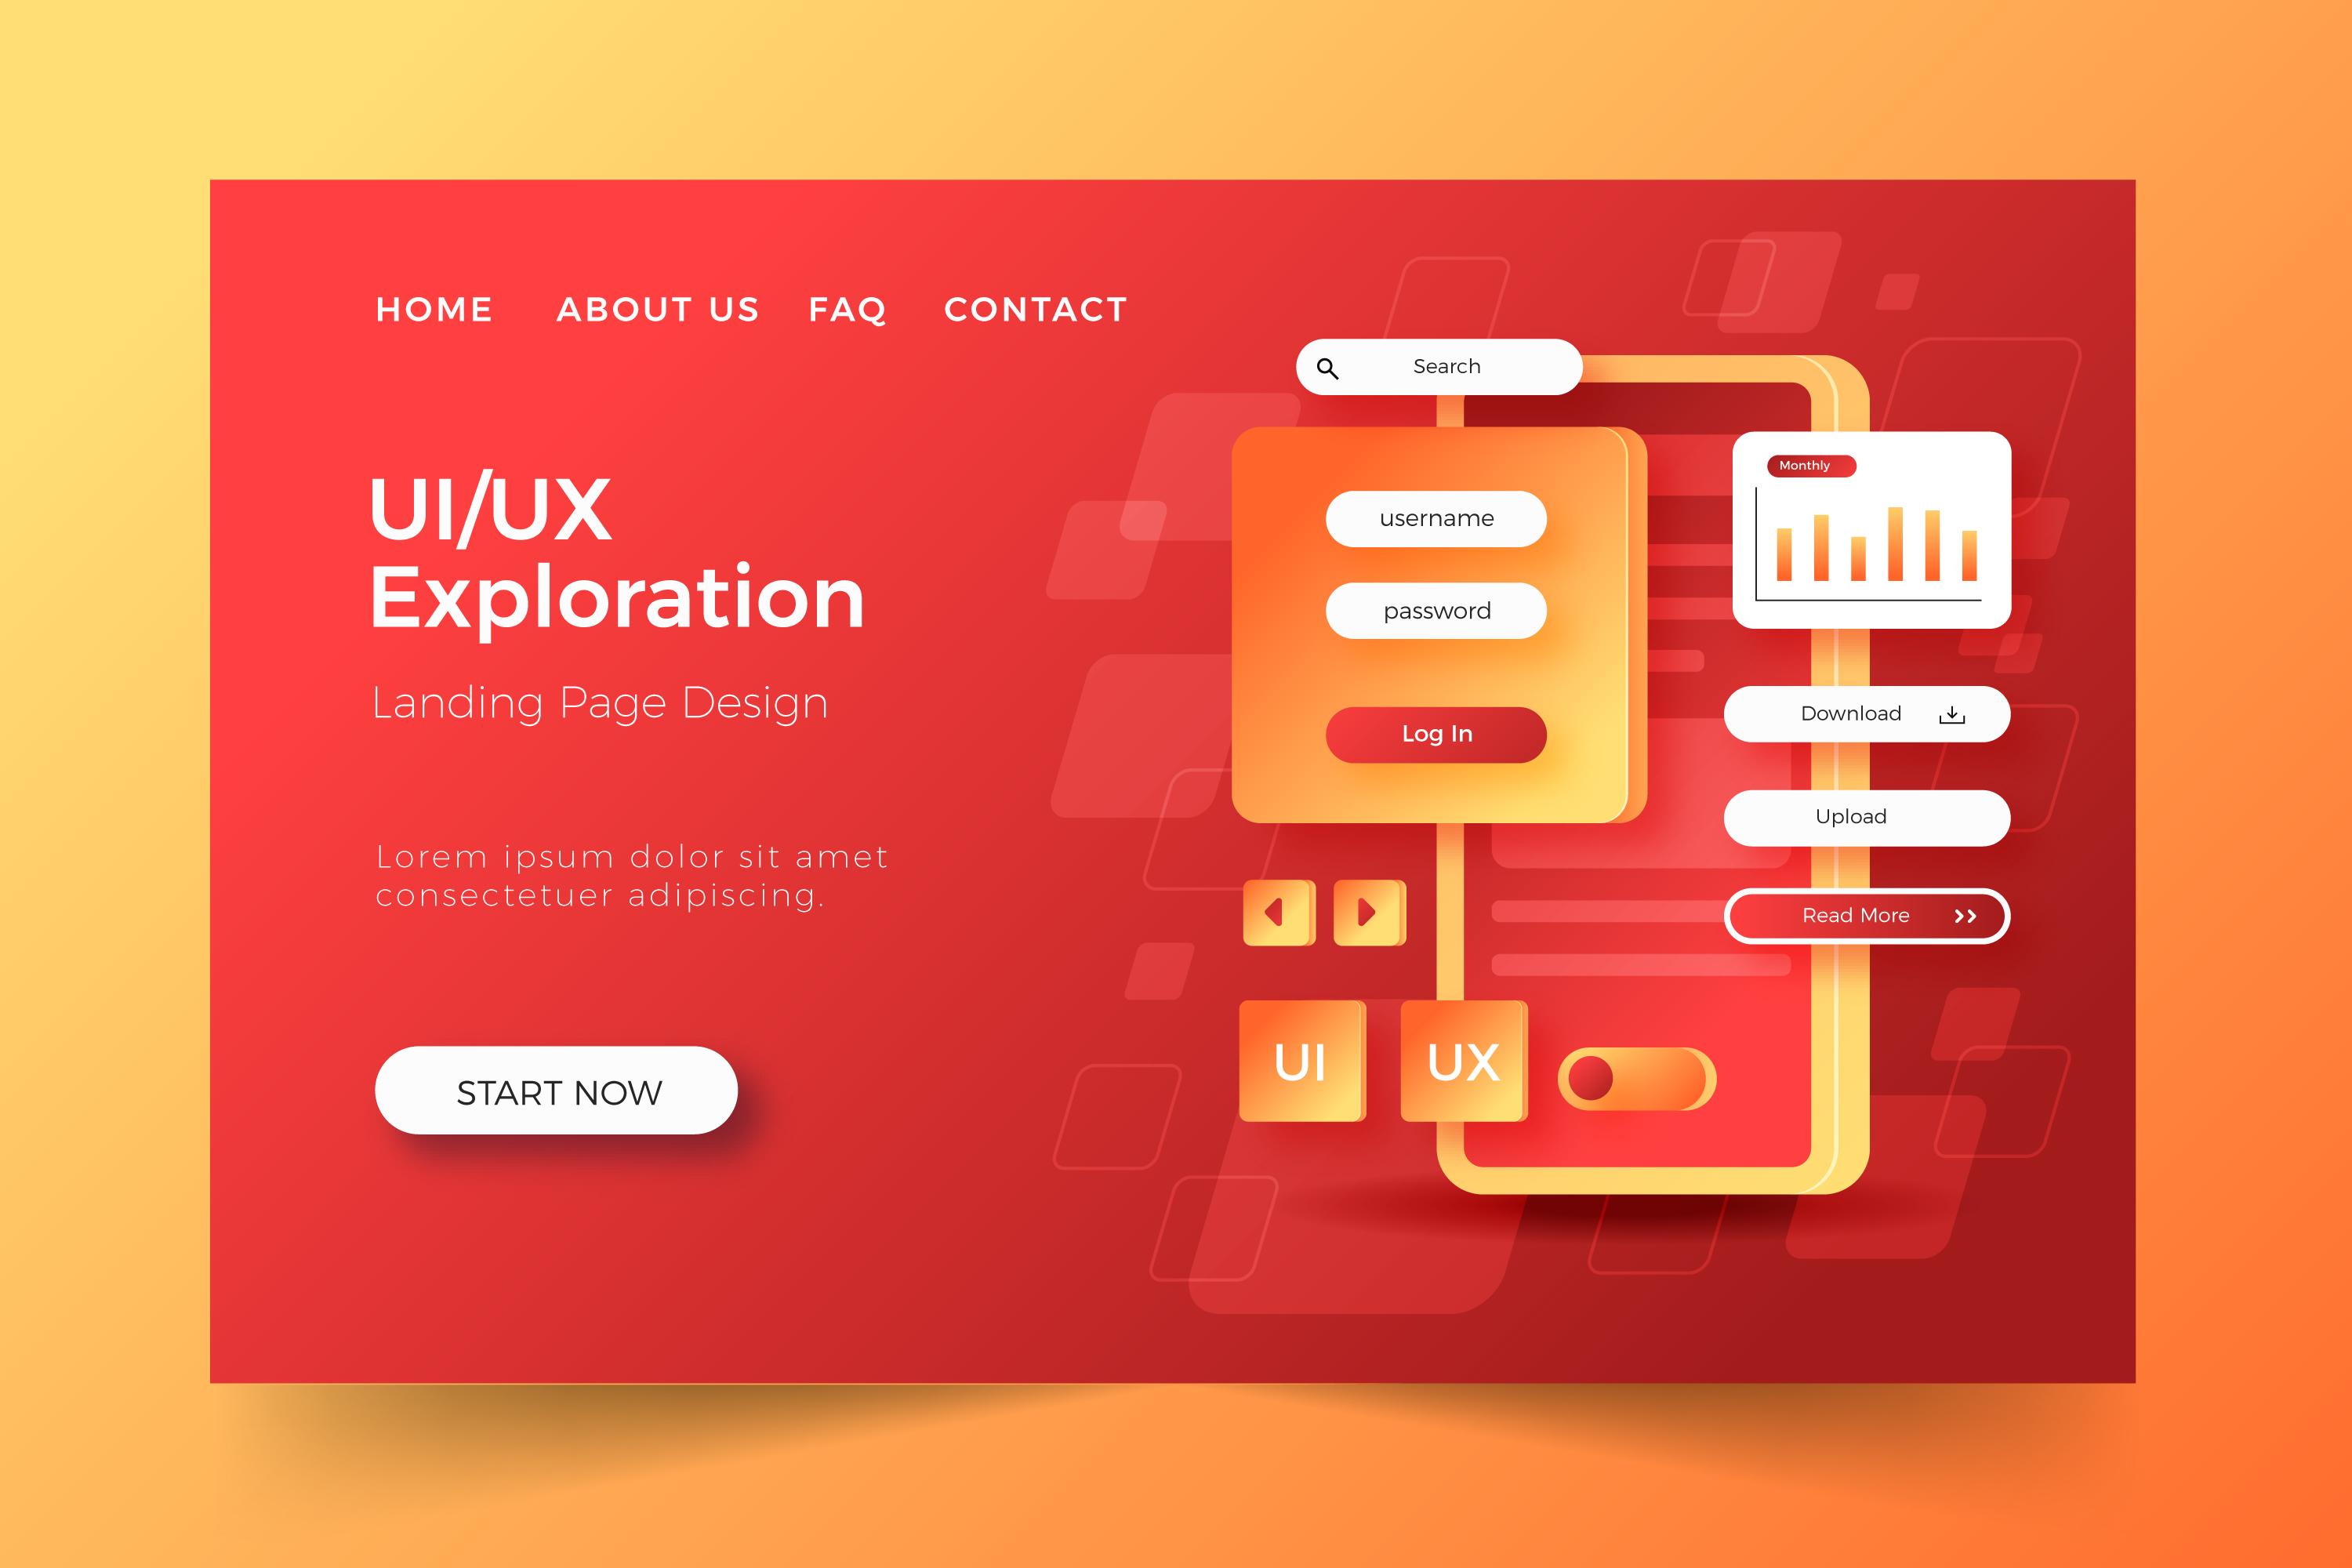 HOME ABOUT US FAQ CONTACT
UI/UX
Exploration
Landing Page Design
Lorem ipsum dolor sit amet
consectetuer adipiscing.
START NOW
Search
username
password
Log In
Monthly
Download
Upload
Read More
UI
UX